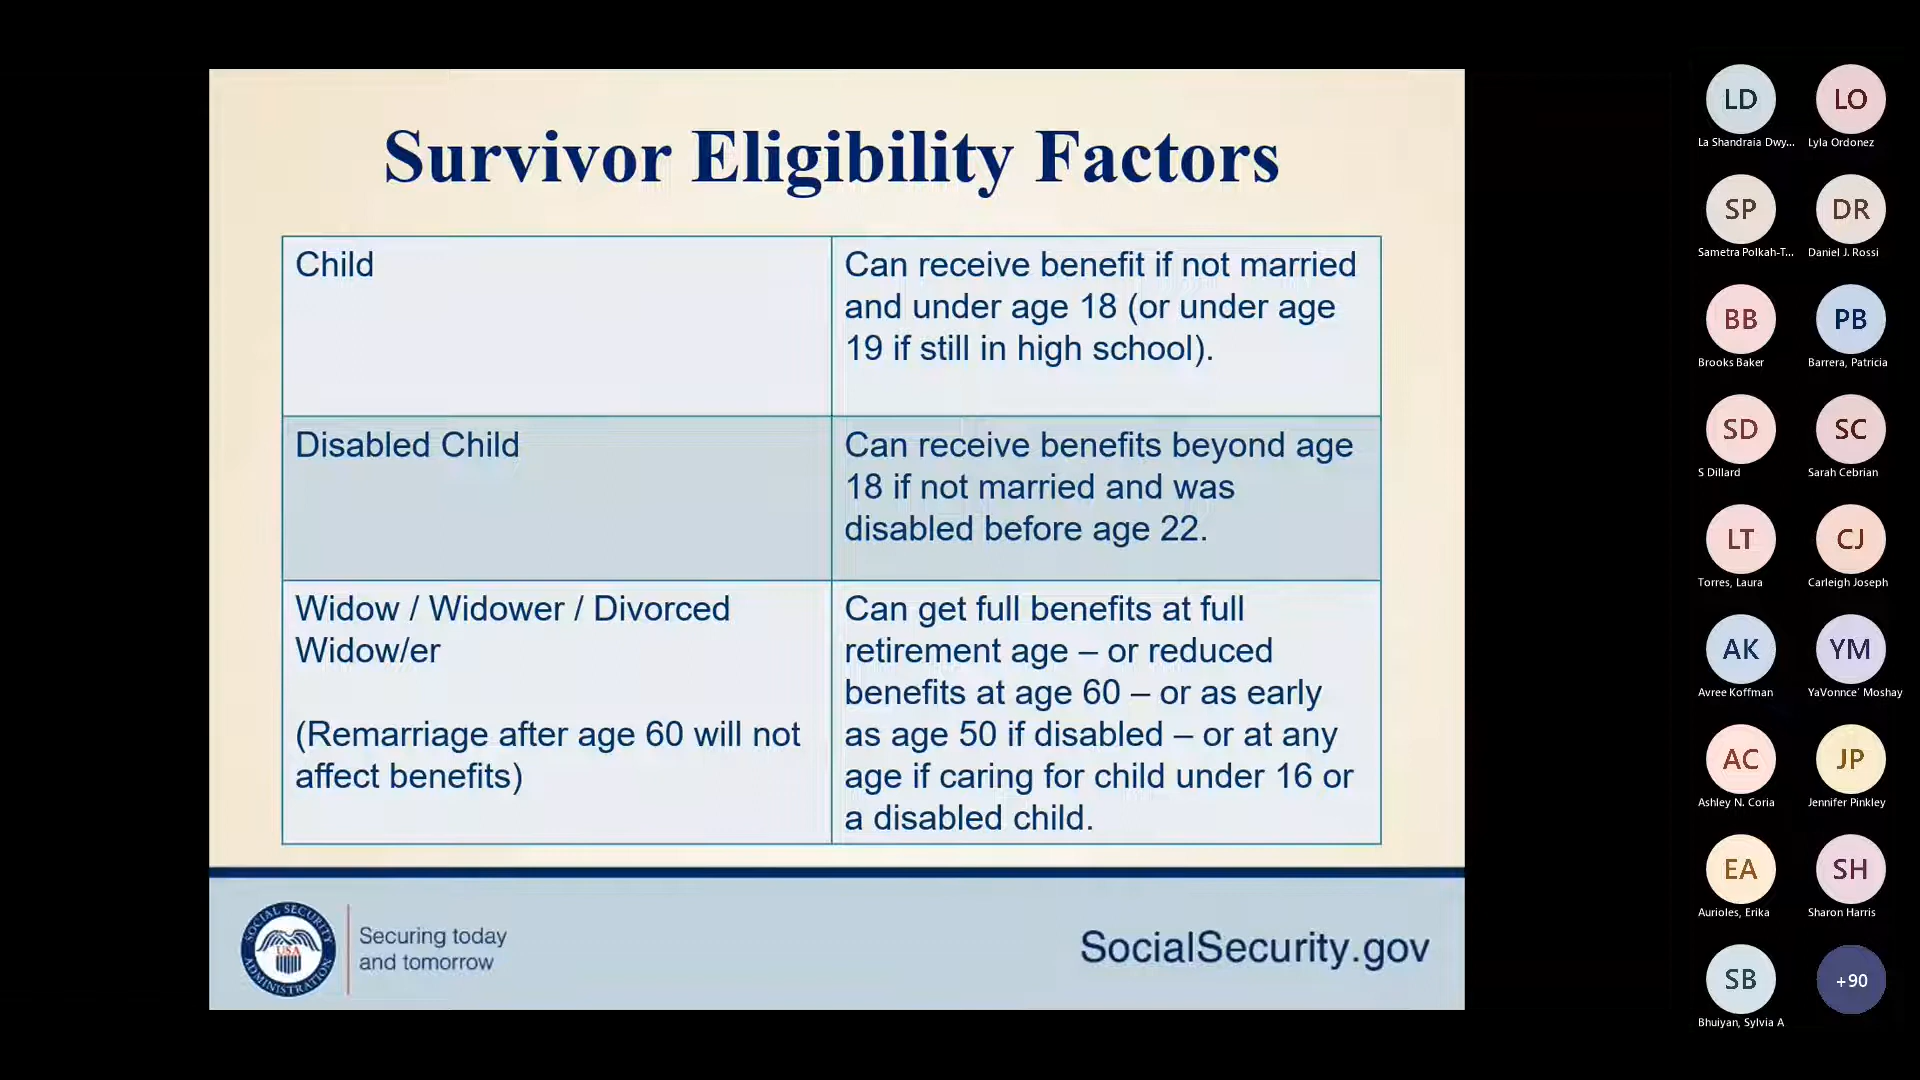 Survivor Eligibility Factors
Child
Can receive benefit if not married
and under age 18 (or under age
19 if still in high school).
Disabled Child
Can receive benefits beyond age
18 if not married and was
disabled before age 22.
Widow / Widower / Divorced
Widow/er
(Remarriage after age 60 will not
affect benefits)
Can get full benefits at full
retirement age – or reduced
benefits at age 60 – or as early
as age 50 if disabled – or at any
age if caring for child under 16 or
a disabled child.
SOCIAL SECURITY
USA
ADMINISTRATION
Securing today
and tomorrow
SocialSecurity.gov
LD
La Shandraia Dwy...
LO
Lyla Ordonez
SP
Sametra Polkah-T...
DR
Daniel J. Rossi
BB
Brooks Baker
PB
Barrera, Patricia
SD
S Dillard
SC
Sarah Cebrian
LT
Torres, Laura
CJ
Carleigh Joseph
AK
Avree Koffman
YM
YaVonnce` Moshay
AC
Ashley N. Coria
JP
Jennifer Pinkley
EA
Aurioles, Erika
SH
Sharon Harris
SB
Bhuiyan, Sylvia A
+90